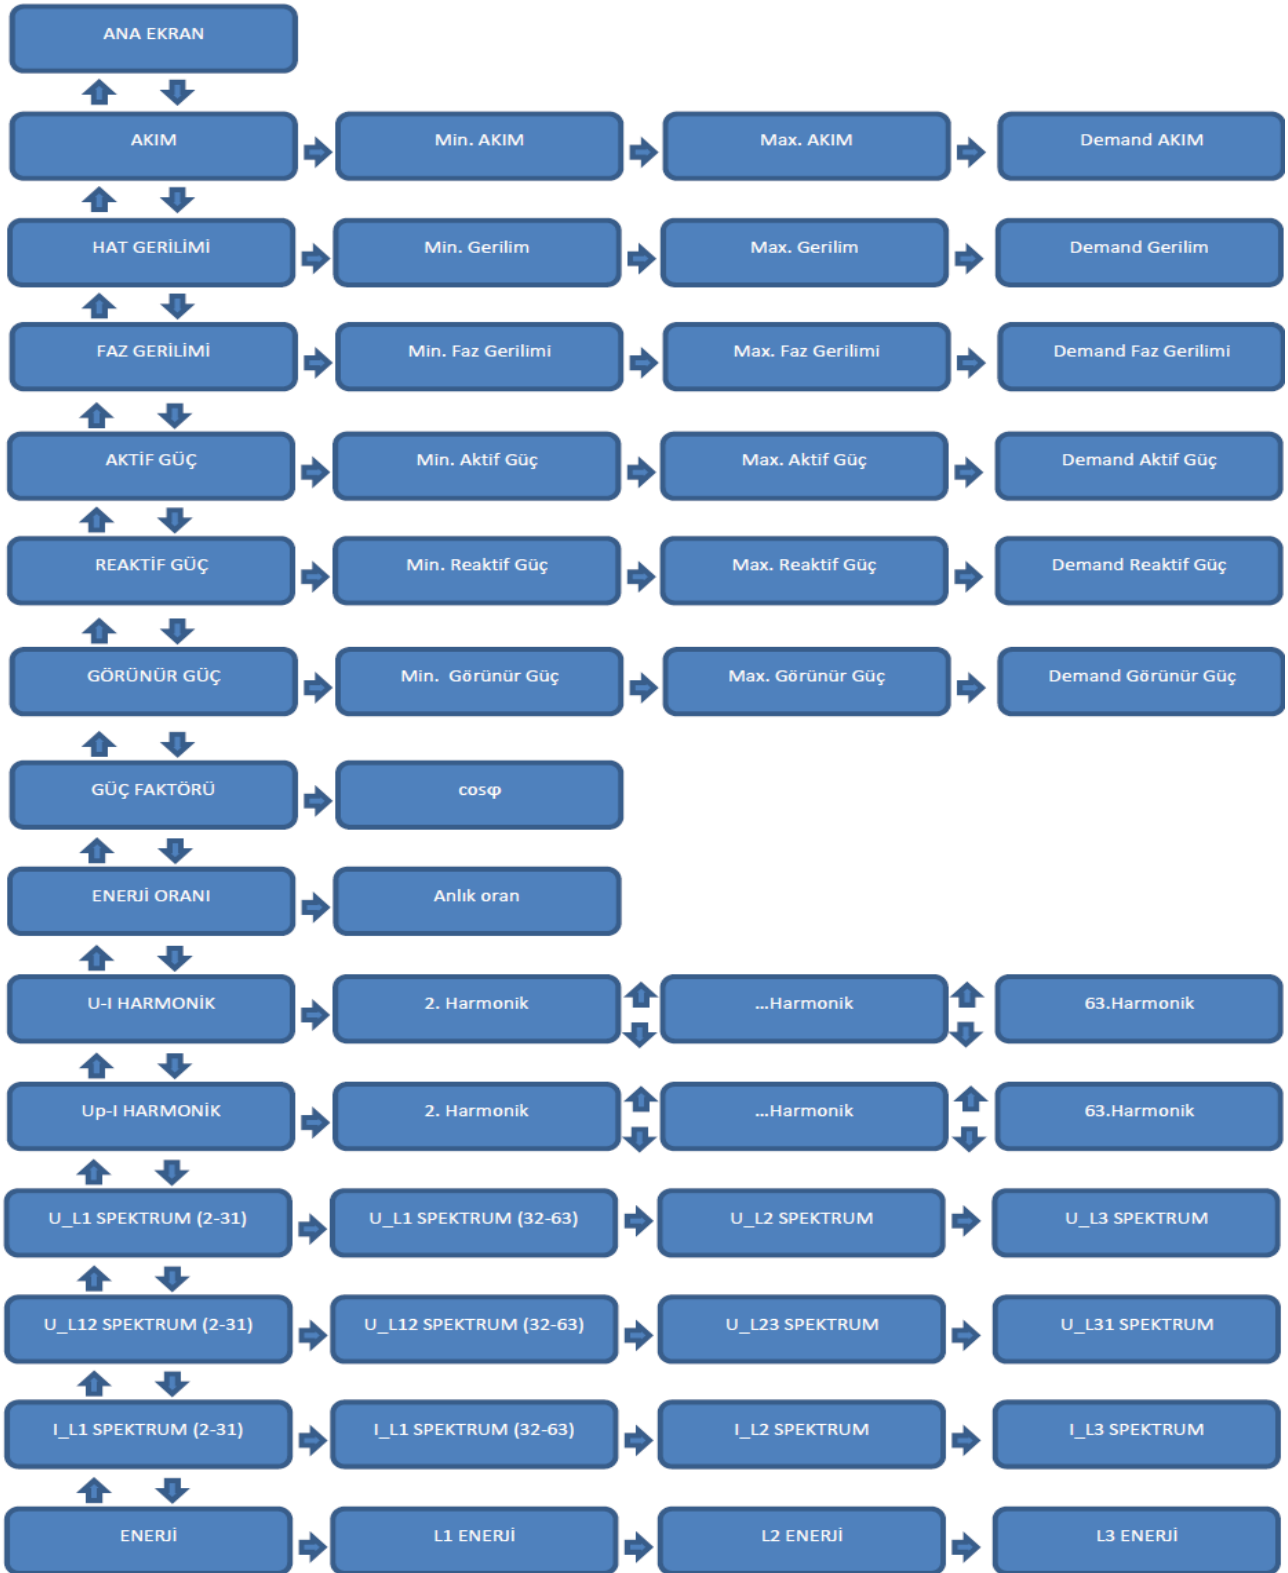 ANA EKRAN
AKIM
Min. AKIM
Max. AKIM
Demand AKIM
HAT GERİLİMİ
Min. Gerilim
Max. Gerilim
Demand Gerilim
FAZ GERİLİMİ
Min. Faz Gerilimi
Max. Faz Gerilimi
Demand Faz Gerilimi
AKTİF GÜÇ
Min. Aktif Güç
Max. Aktif Güç
Demand Aktif Güç
REAKTİF GÜÇ
Min. Reaktif Güç
Max. Reaktif Güç
Demand Reaktif Güç
GÖRÜNÜR GÜÇ
Min. Görünür Güç
Max. Görünür Güç
Demand Görünür Güç
GÜÇ FAKTÖRÜ
cosφ
ENERJİ ORANI
Anlık oran
U-I HARMONİK
2. Harmonik
...Harmonik
63.Harmonik
Up-I HARMONİK
2. Harmonik
...Harmonik
63.Harmonik
U_L1 SPEKTRUM (2-31)
U_L1 SPEKTRUM (32-63)
U_L2 SPEKTRUM
U_L3 SPEKTRUM
U_L12 SPEKTRUM (2-31)
U_L12 SPEKTRUM (32-63)
U_L23 SPEKTRUM
U_L31 SPEKTRUM
I_L1 SPEKTRUM (2-31)
I_L1 SPEKTRUM (32-63)
I_L2 SPEKTRUM
I_L3 SPEKTRUM
ENERJİ
L1 ENERJİ
L2 ENERJİ
L3 ENERJİ